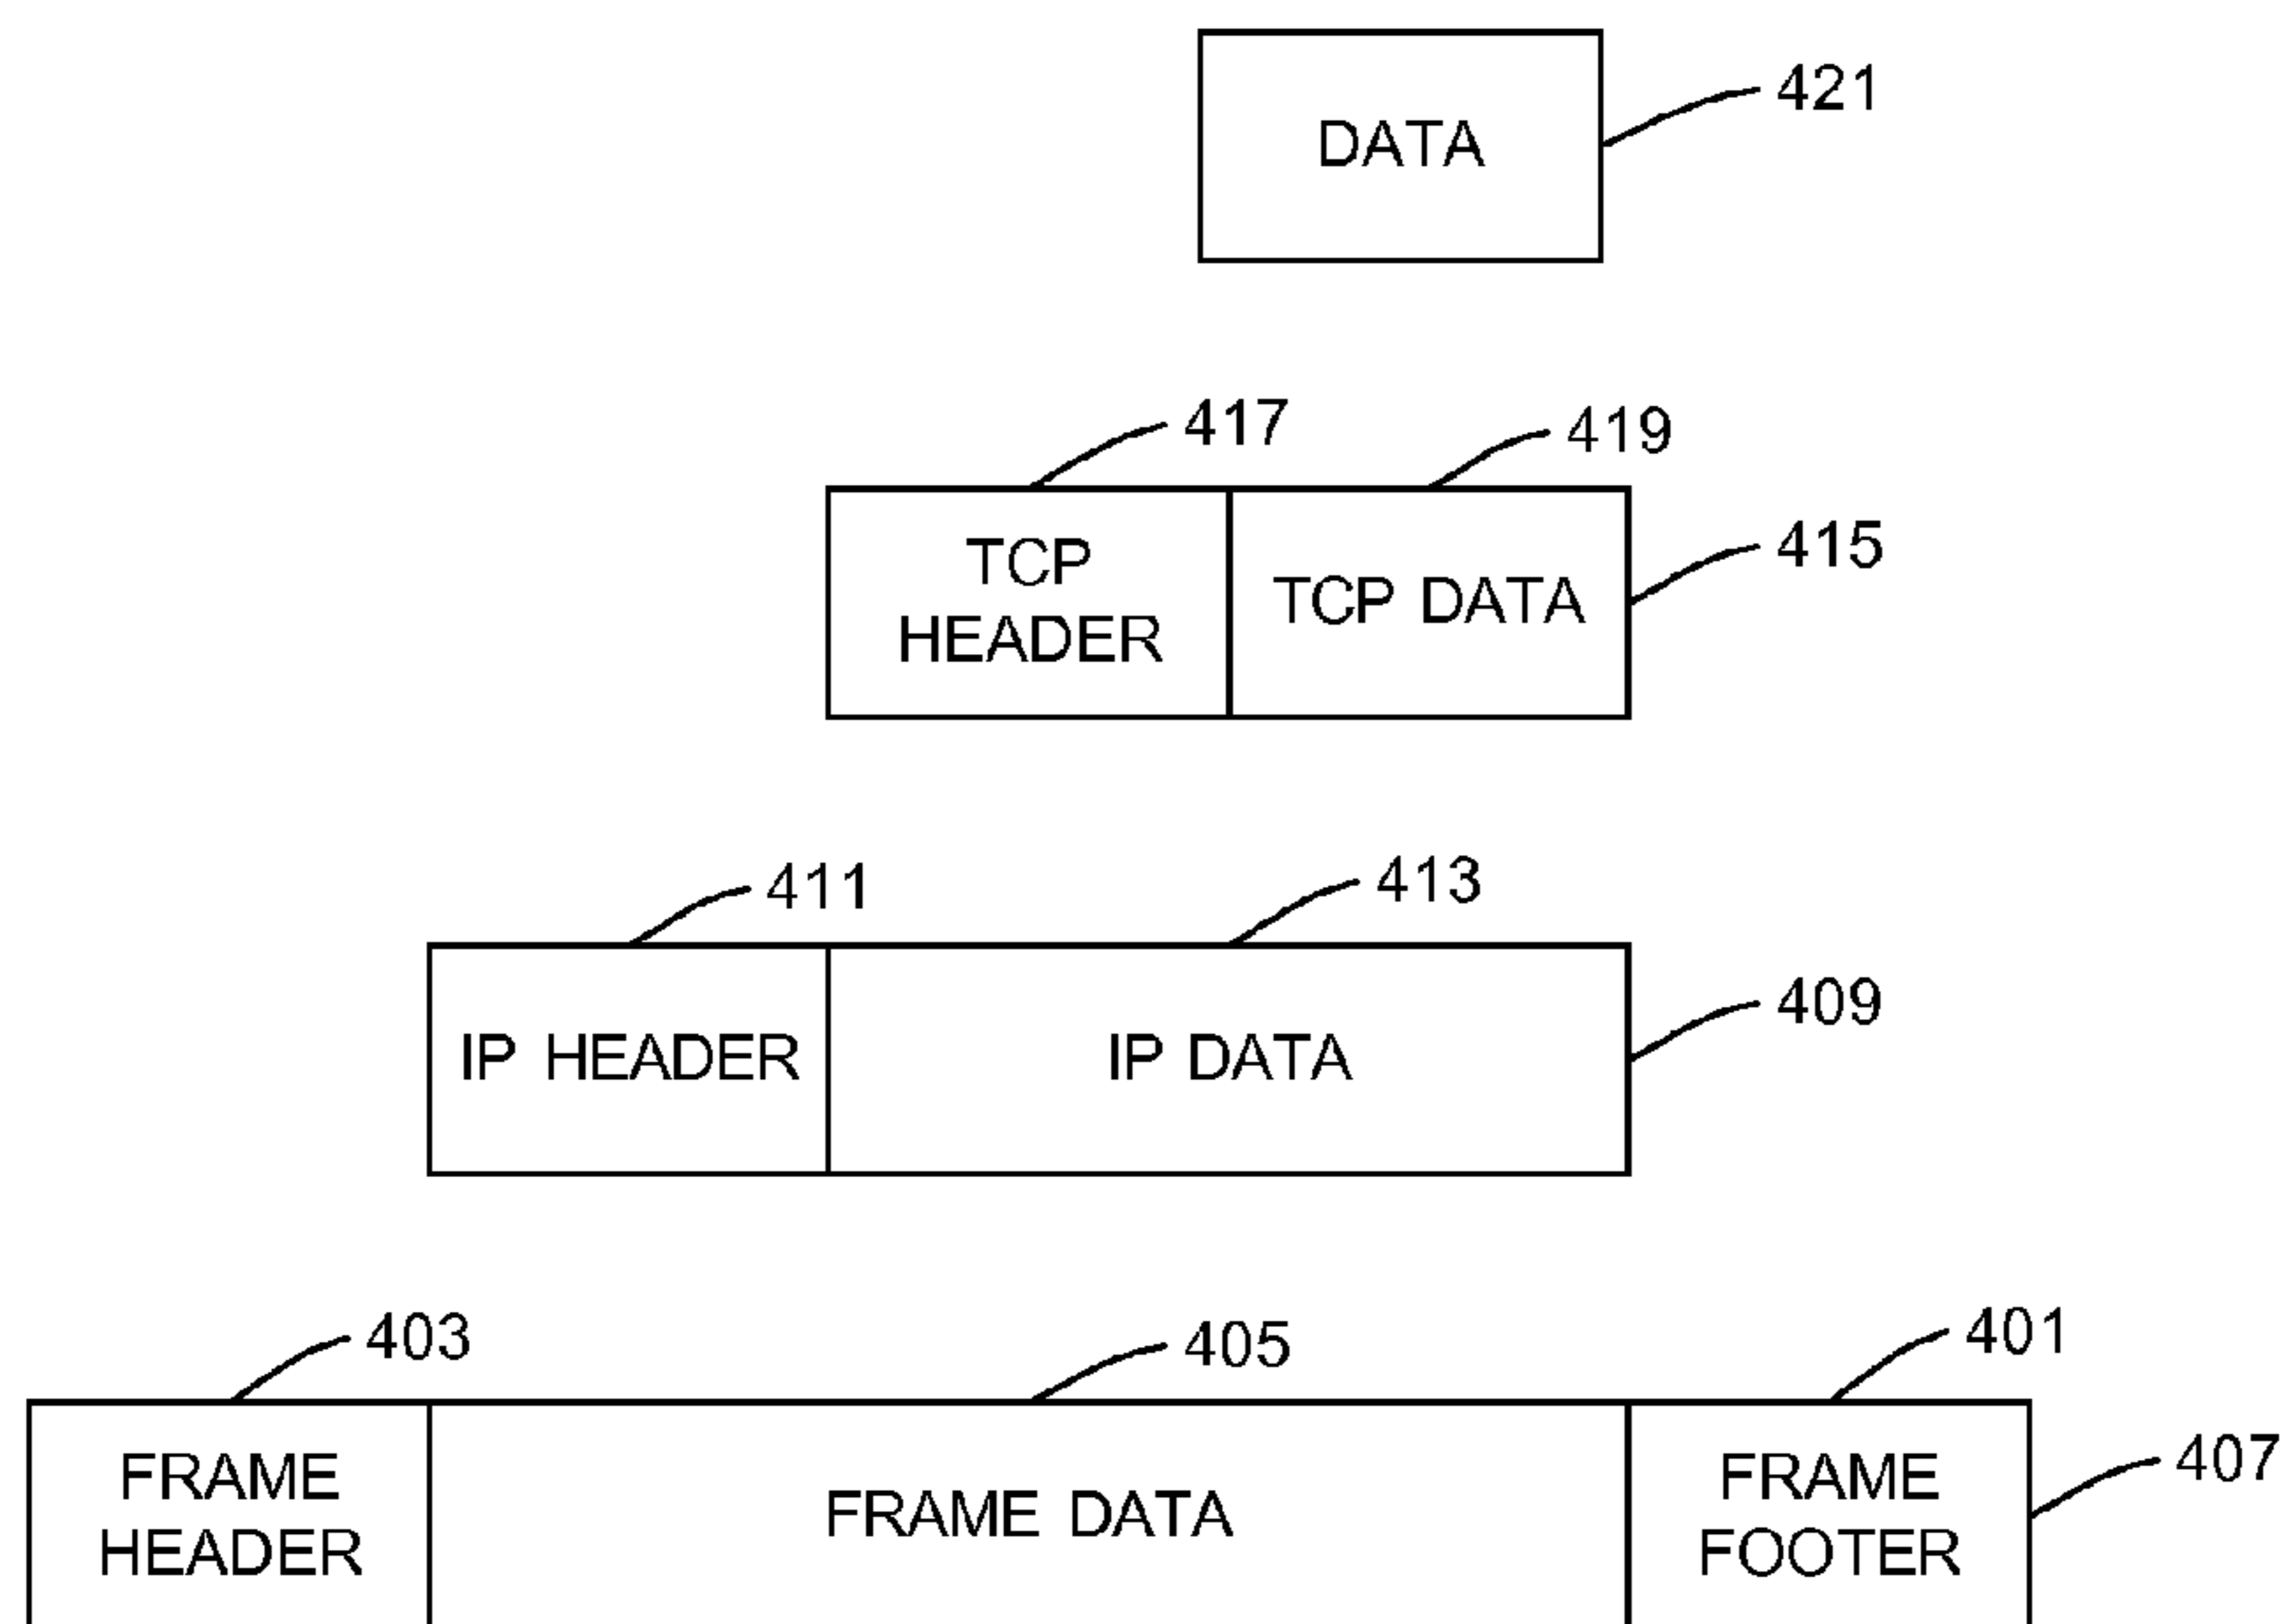 DATA
421
417
419
TCP
HEADER
TCP DATA
415
411
413
IP HEADER
IP DATA
409
403
405
401
FRAME
HEADER
FRAME DATA
FRAME
FOOTER
407